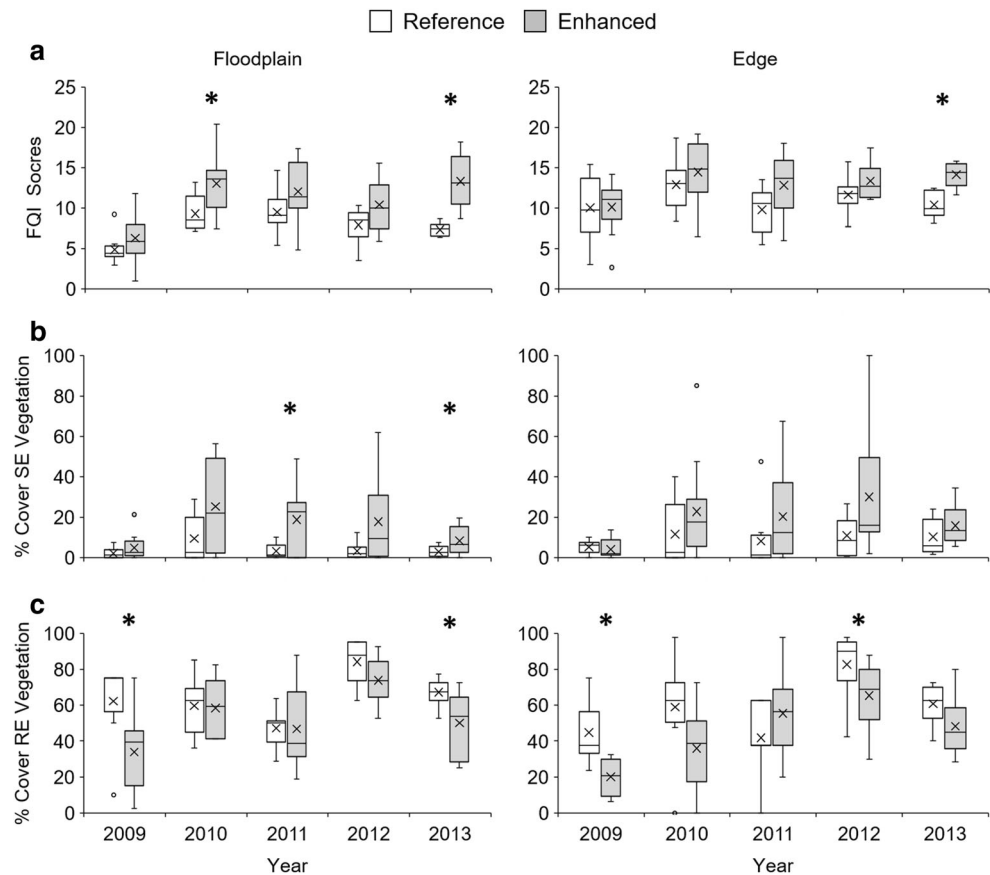 Reference Enhanced
a
Floodplain Edge
FQI Socres
25 25
20 20
15 15
10 10
5 5
0 0
* * *
b
% Cover SE Vegetation
100 100
80 80
60 60
40 40
20 20
0 0
* *
c
% Cover RE Vegetation
100 100
80 80
60 60
40 40
20 20
0 0
* * * *
2009 2010 2011 2012 2013 2009 2010 2011 2012 2013
Year Year